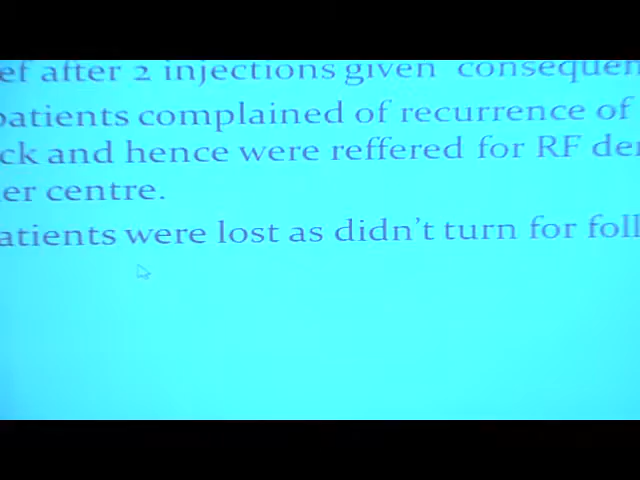 ef after 2 injections given consequen
patients complained of recurrence of
ck and hence were reffered for RF de
er centre.
atients were lost as didn't turn for foll